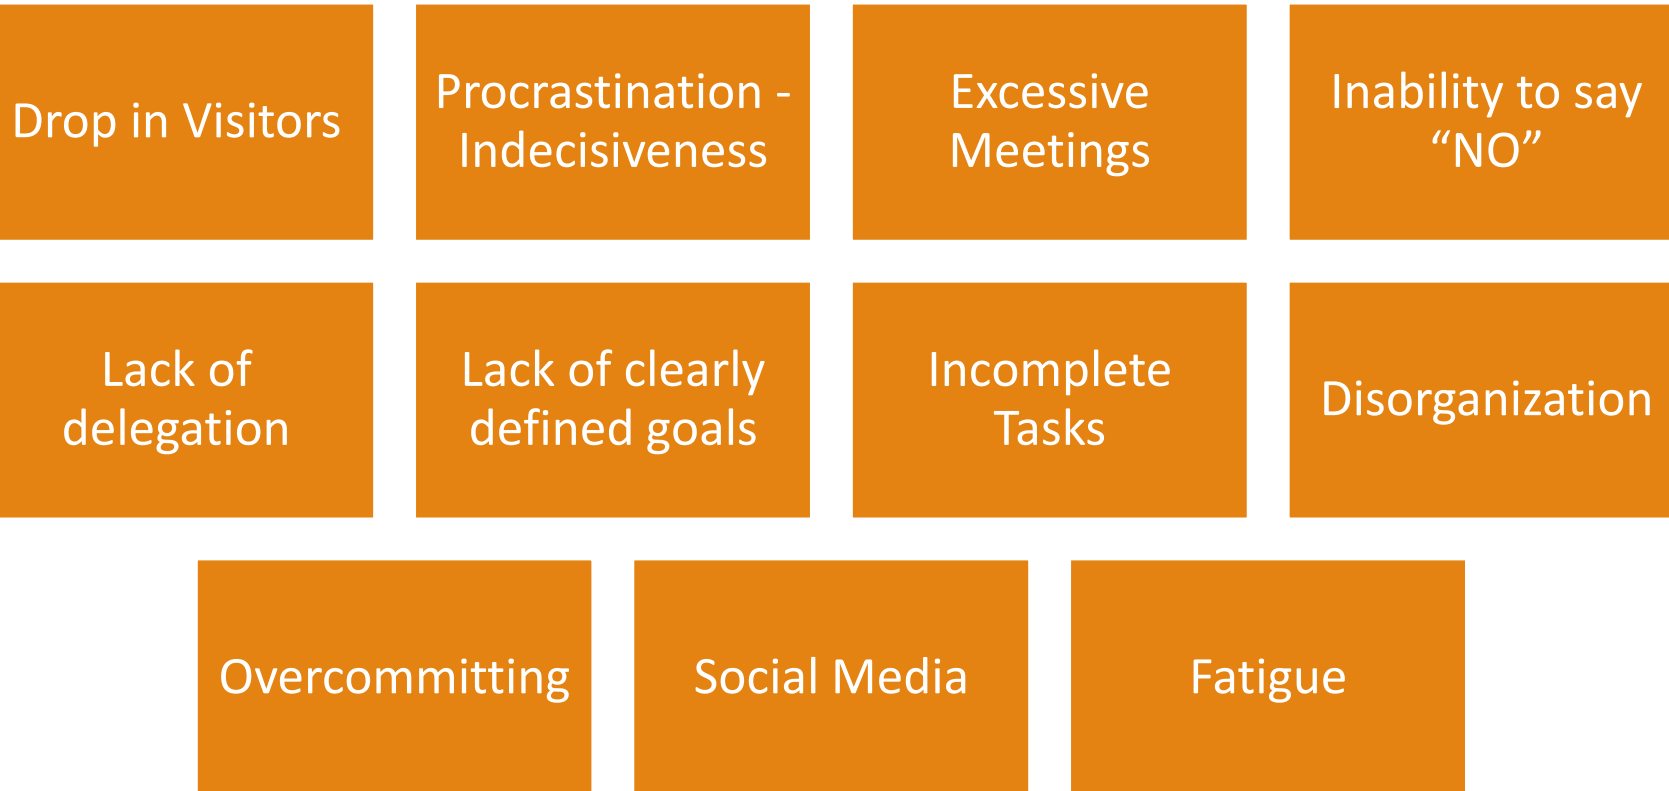 Drop in Visitors
Procrastination -
Indecisiveness
Excessive
Meetings
Inability to say
“NO”
Lack of
delegation
Lack of clearly
defined goals
Incomplete
Tasks
Disorganization
Overcommitting
Social Media
Fatigue